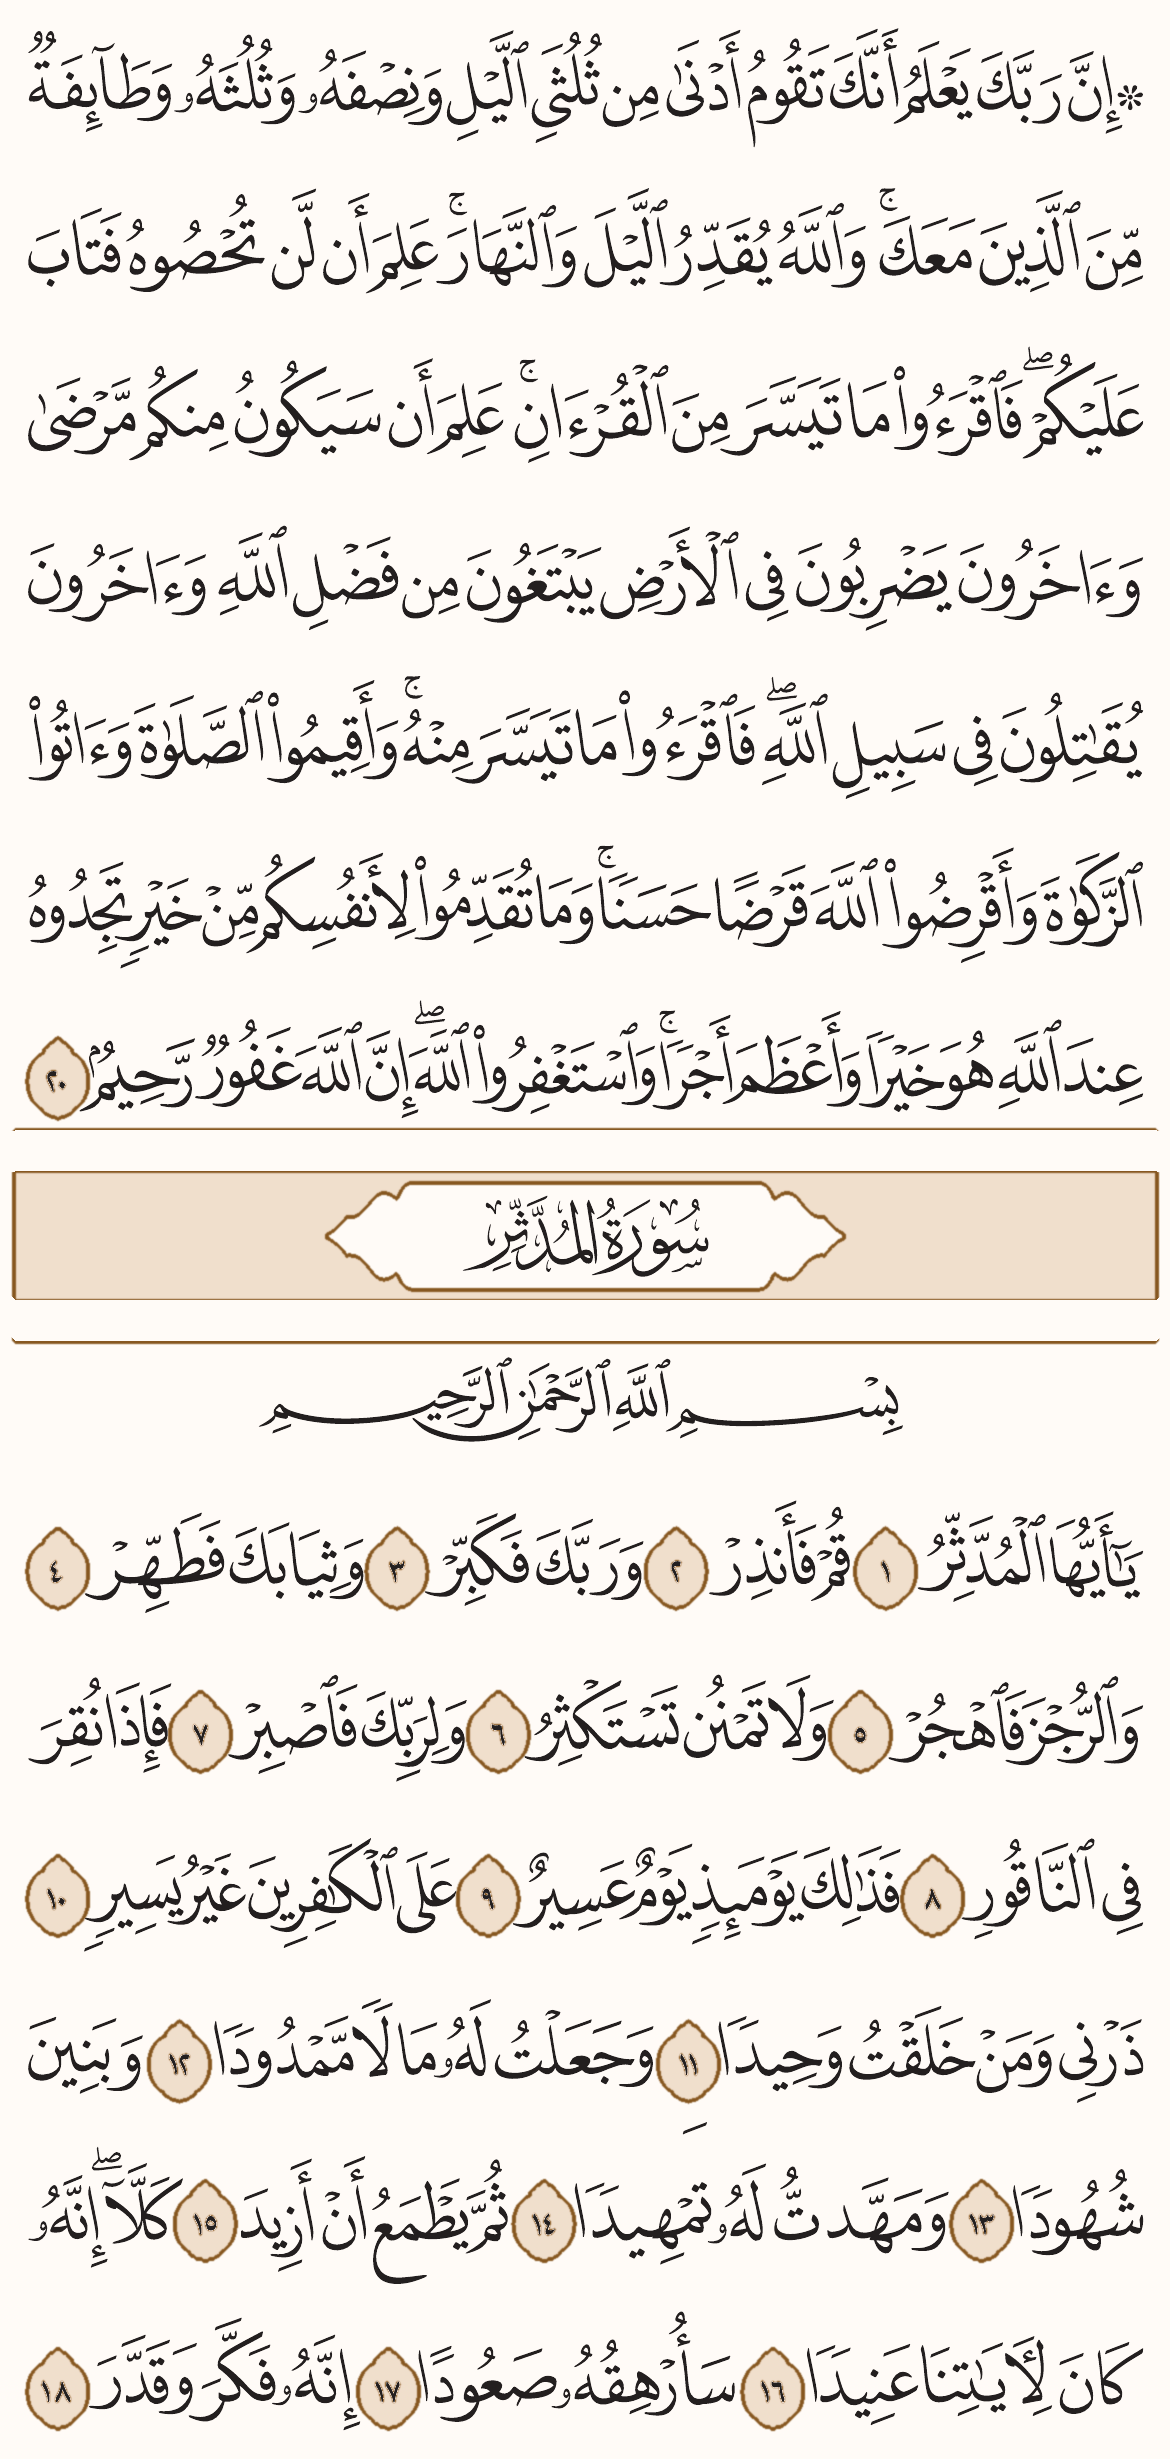 ۞إِنَّ رَبَّكَ يَعْلَمُ أَنَّكَ تَقُومُ أَدْنَىٰ مِن ثُلُثَيِ ٱلَّيْلِ وَنِصْفَهُۥ وَثُلُثَهُۥ وَطَآئِفَةٌ
مِّنَ ٱلَّذِينَ مَعَكَۚ وَٱللَّهُ يُقَدِّرُ ٱلَّيْلَ وَٱلنَّهَارَۚ عَلِمَ أَن لَّن تُحْصُوهُ فَتَابَ
عَلَيْكُمْۖ فَٱقْرَءُوا۟ مَا تَيَسَّرَ مِنَ ٱلْقُرْءَانِۚ عَلِمَ أَن سَيَكُونُ مِنكُم مَّرْضَىٰ
وَءَاخَرُونَ يَضْرِبُونَ فِى ٱلْأَرْضِ يَبْتَغُونَ مِن فَضْلِ ٱللَّهِ وَءَاخَرُونَ
يُقَٰتِلُونَ فِى سَبِيلِ ٱللَّهِۖ فَٱقْرَءُوا۟ مَا تَيَسَّرَ مِنْهُۚ وَأَقِيمُوا۟ ٱلصَّلَوٰةَ وَءَاتُوا۟
ٱلزَّكَوٰةَ وَأَقْرِضُوا۟ ٱللَّهَ قَرْضًا حَسَنًاۚ وَمَا تُقَدِّمُوا۟ لِأَنفُسِكُم مِّنْ خَيْرٍ تَجِدُوهُ
عِندَ ٱللَّهِ هُوَ خَيْرًا وَأَعْظَمَ أَجْرًاۚ وَٱسْتَغْفِرُوا۟ ٱللَّهَۖ إِنَّ ٱللَّهَ غَفُورٌ رَّحِيمٌۢ ٢٠
سُورَةُ المُدَّثِّرِ
بِسْمِ ٱللَّهِ ٱلرَّحْمَٰنِ ٱلرَّحِيمِ
يَٰٓأَيُّهَا ٱلْمُدَّثِّرُ ١ قُمْ فَأَنذِرْ ٢ وَرَبَّكَ فَكَبِّرْ ٣ وَثِيَابَكَ فَطَهِّرْ ٤
وَٱلرُّجْزَ فَٱهْجُرْ ٥ وَلَا تَمْنُن تَسْتَكْثِرُ ٦ وَلِرَبِّكَ فَٱصْبِرْ ٧ فَإِذَا نُقِرَ
فِى ٱلنَّاقُورِ ٨ فَذَٰلِكَ يَوْمَئِذٍ يَوْمٌ عَسِيرٌ ٩ عَلَى ٱلْكَٰفِرِينَ غَيْرُ يَسِيرٍ ١٠
ذَرْنِى وَمَنْ خَلَقْتُ وَحِيدًا ١١ وَجَعَلْتُ لَهُۥ مَالًا مَّمْدُودًا ١٢ وَبَنِينَ
شُهُودًا ١٣ وَمَهَّدتُّ لَهُۥ تَمْهِيدًا ١٤ ثُمَّ يَطْمَعُ أَنْ أَزِيدَ ١٥ كَلَّآۖ إِنَّهُۥ
كَانَ لِءَايَٰتِنَا عَنِيدًا ١٦ سَأُرْهِقُهُۥ صَعُودًا ١٧ إِنَّهُۥ فَكَّرَ وَقَدَّرَ ١٨